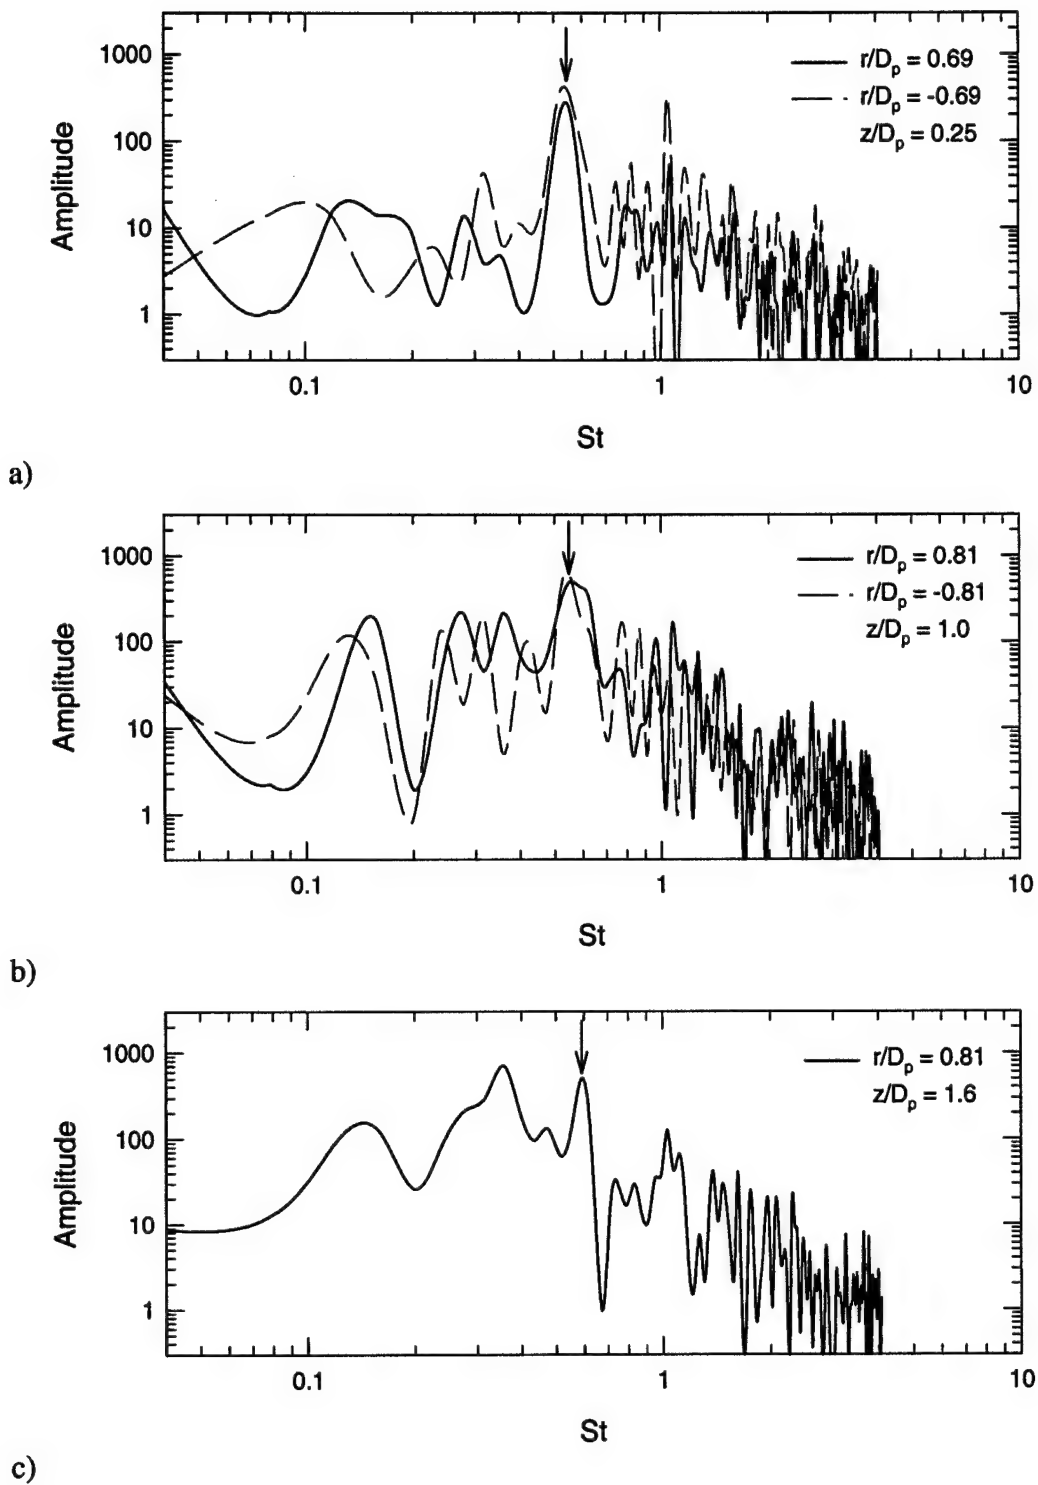 1000
100
10
1
Amplitude
r/Dp = 0.69
r/Dp = -0.69
z/Dp = 0.25
0.1
1
10
St
a)
1000
100
10
1
Amplitude
r/Dp = 0.81
r/Dp = -0.81
z/Dp = 1.0
0.1
1
10
St
b)
1000
100
10
1
Amplitude
r/Dp = 0.81
z/Dp = 1.6
0.1
1
10
St
c)